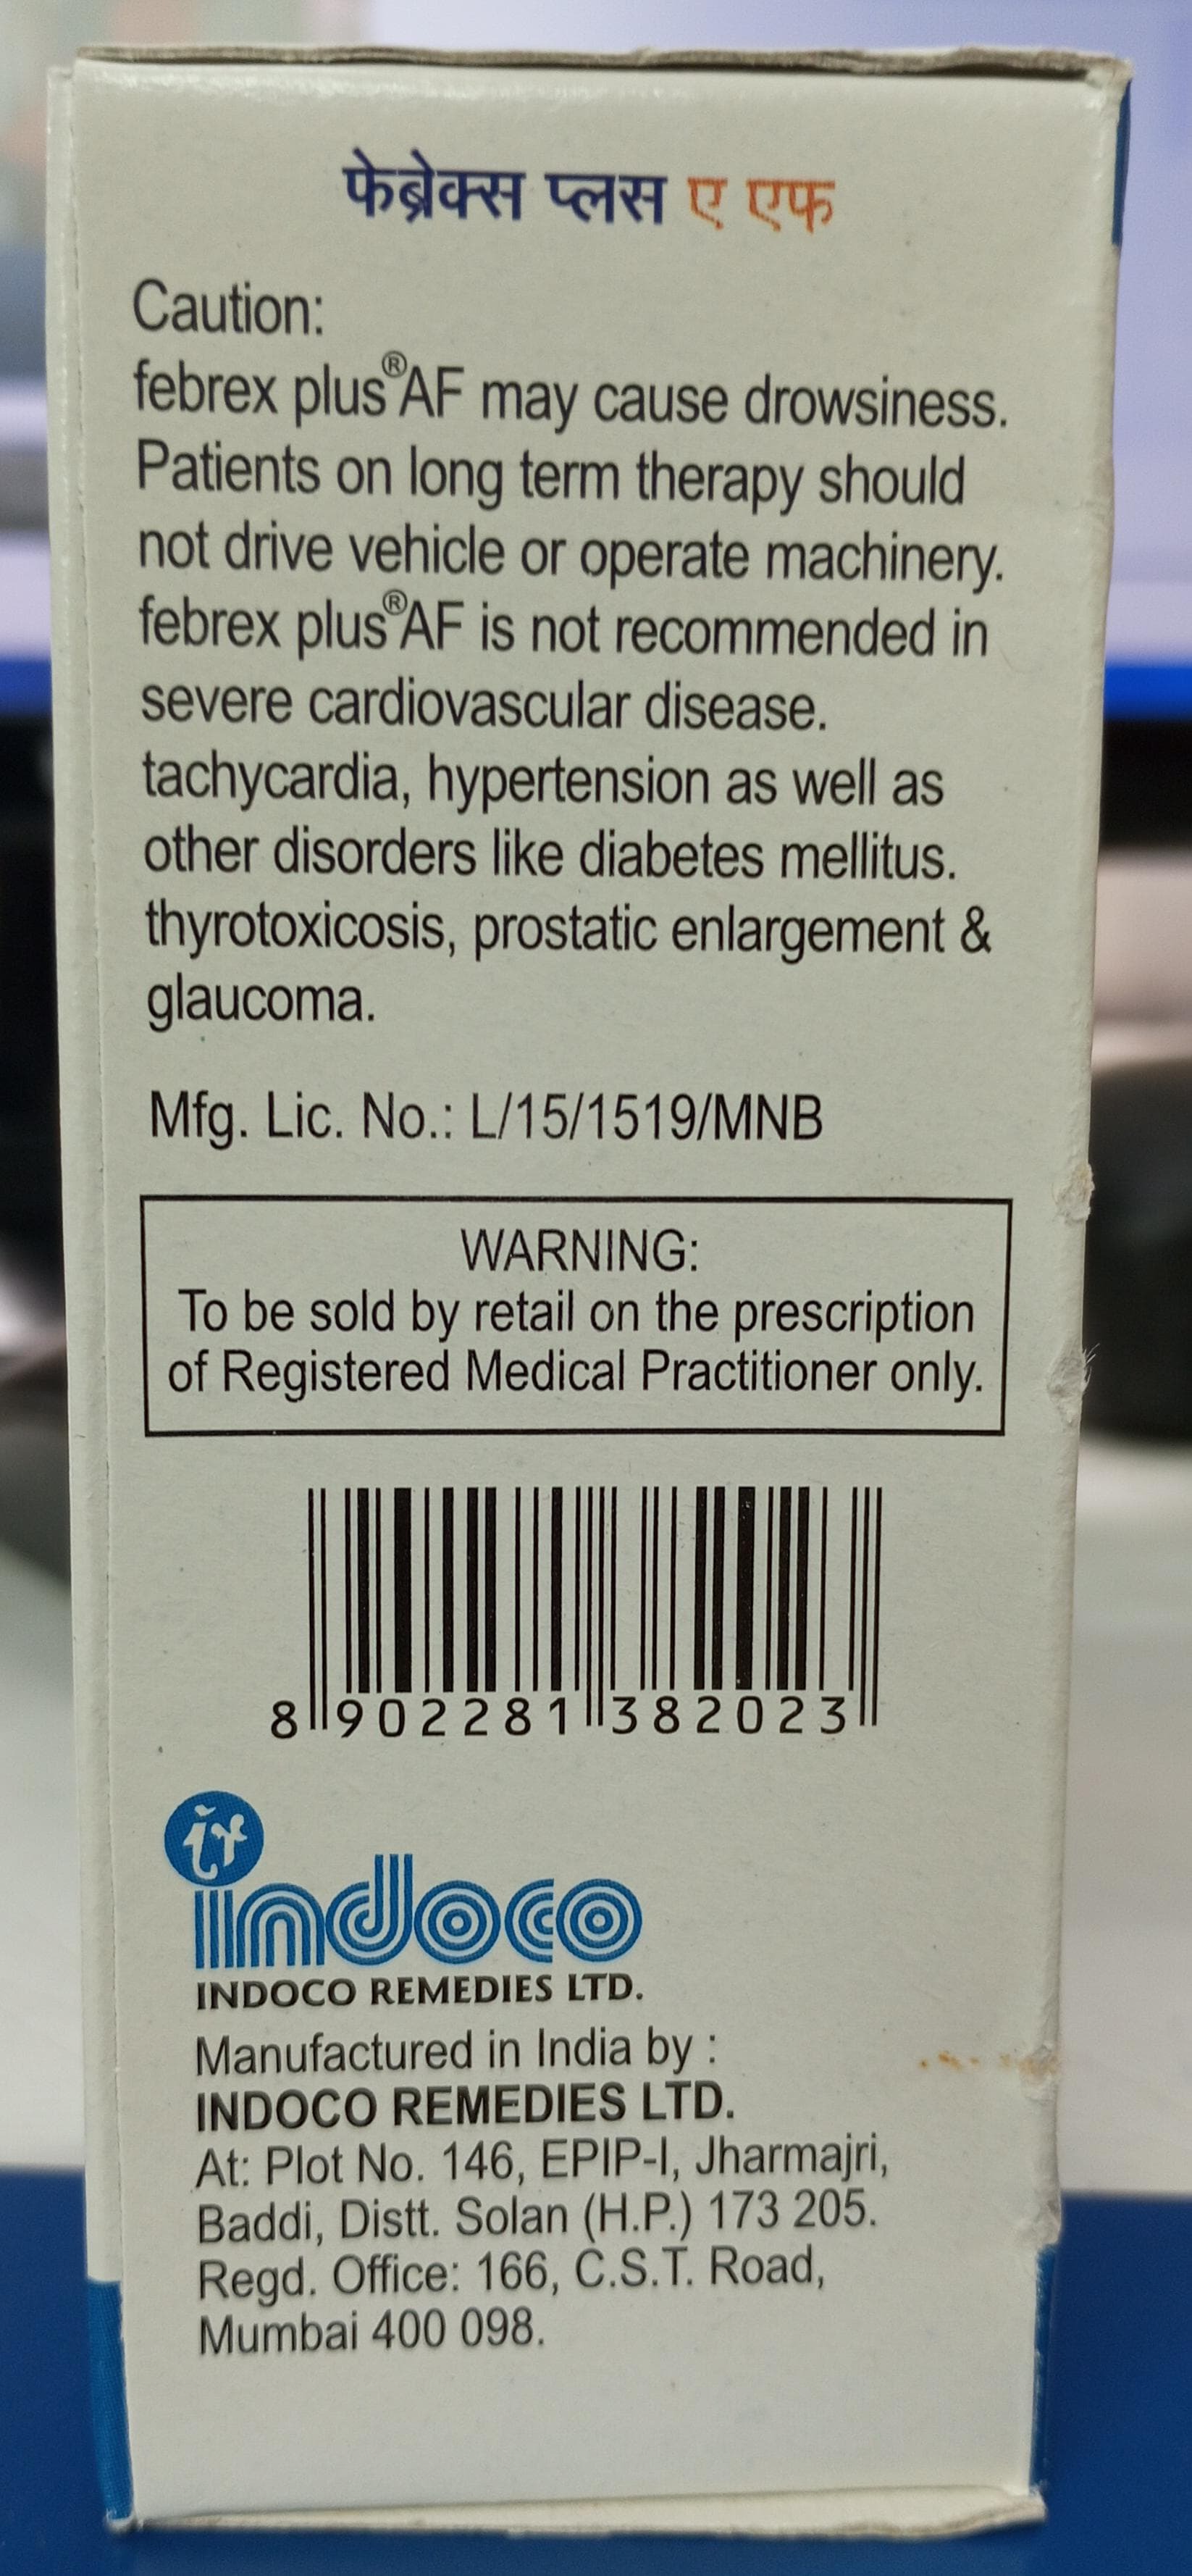 फेब्रेक्स प्लस ए एफ
Caution:
febrex plus®AF may cause drowsiness.
Patients on long term therapy should
not drive vehicle or operate machinery.
febrex plus®AF is not recommended in
severe cardiovascular disease.
tachycardia, hypertension as well as
other disorders like diabetes mellitus.
thyrotoxicosis, prostatic enlargement &
glaucoma.
Mfg. Lic. No.: L/15/1519/MNB
WARNING:
To be sold by retail on the prescription
of Registered Medical Practitioner only.
8 902281 382023
ir
indoco
INDOCO REMEDIES LTD.
Manufactured in India by :
INDOCO REMEDIES LTD.
At: Plot No. 146, EPIP-I, Jharmajri,
Baddi, Distt. Solan (H.P.) 173 205.
Regd. Office: 166, C.S.T. Road,
Mumbai 400 098.